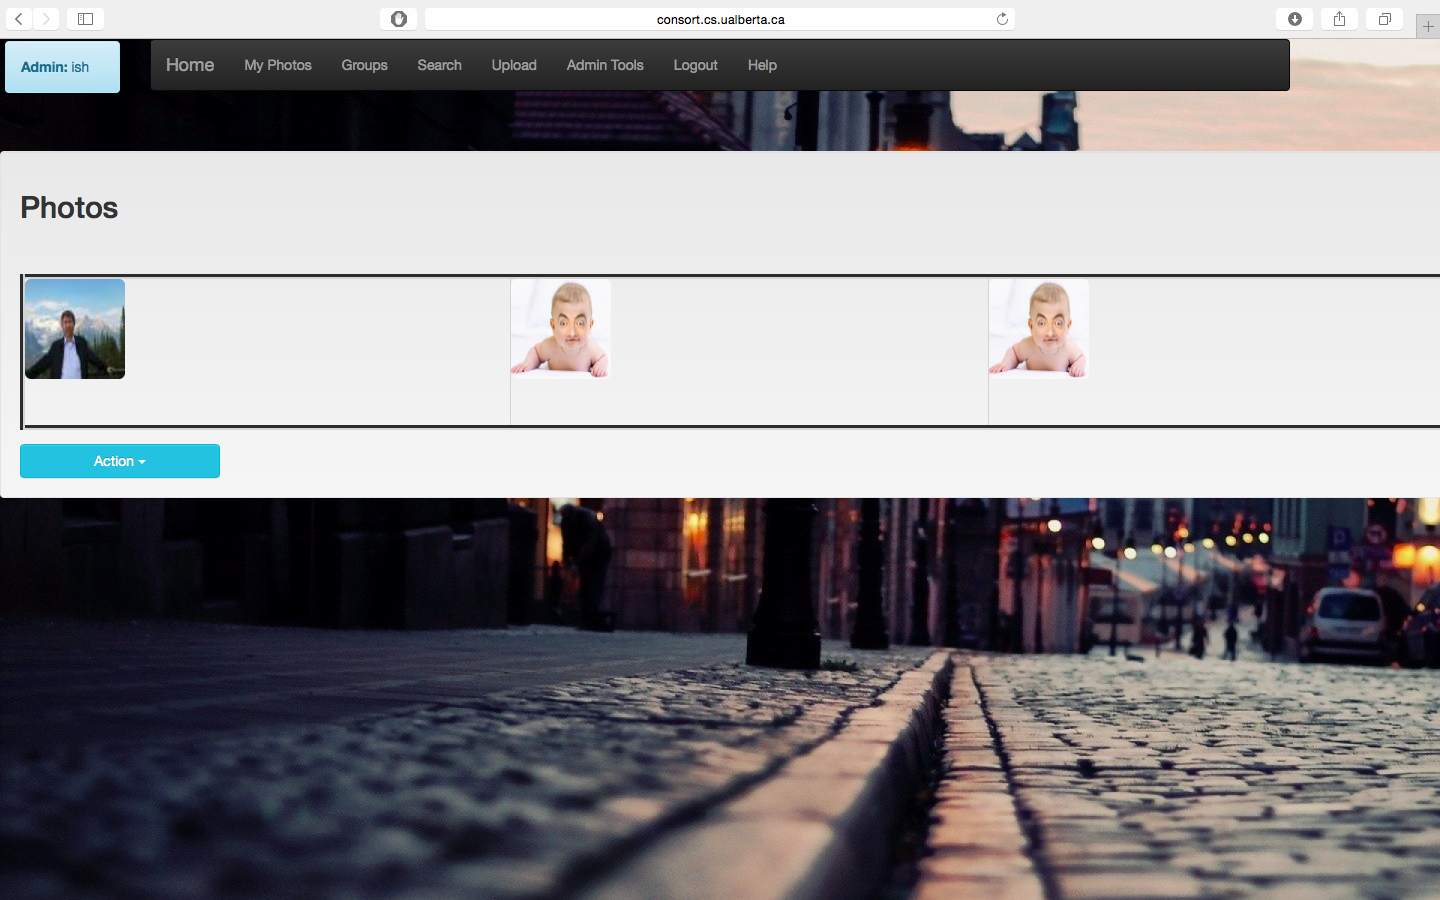 consort.cs.ualberta.ca
Admin: ish
Home My Photos Groups Search Upload Admin Tools Logout Help
Photos
Action